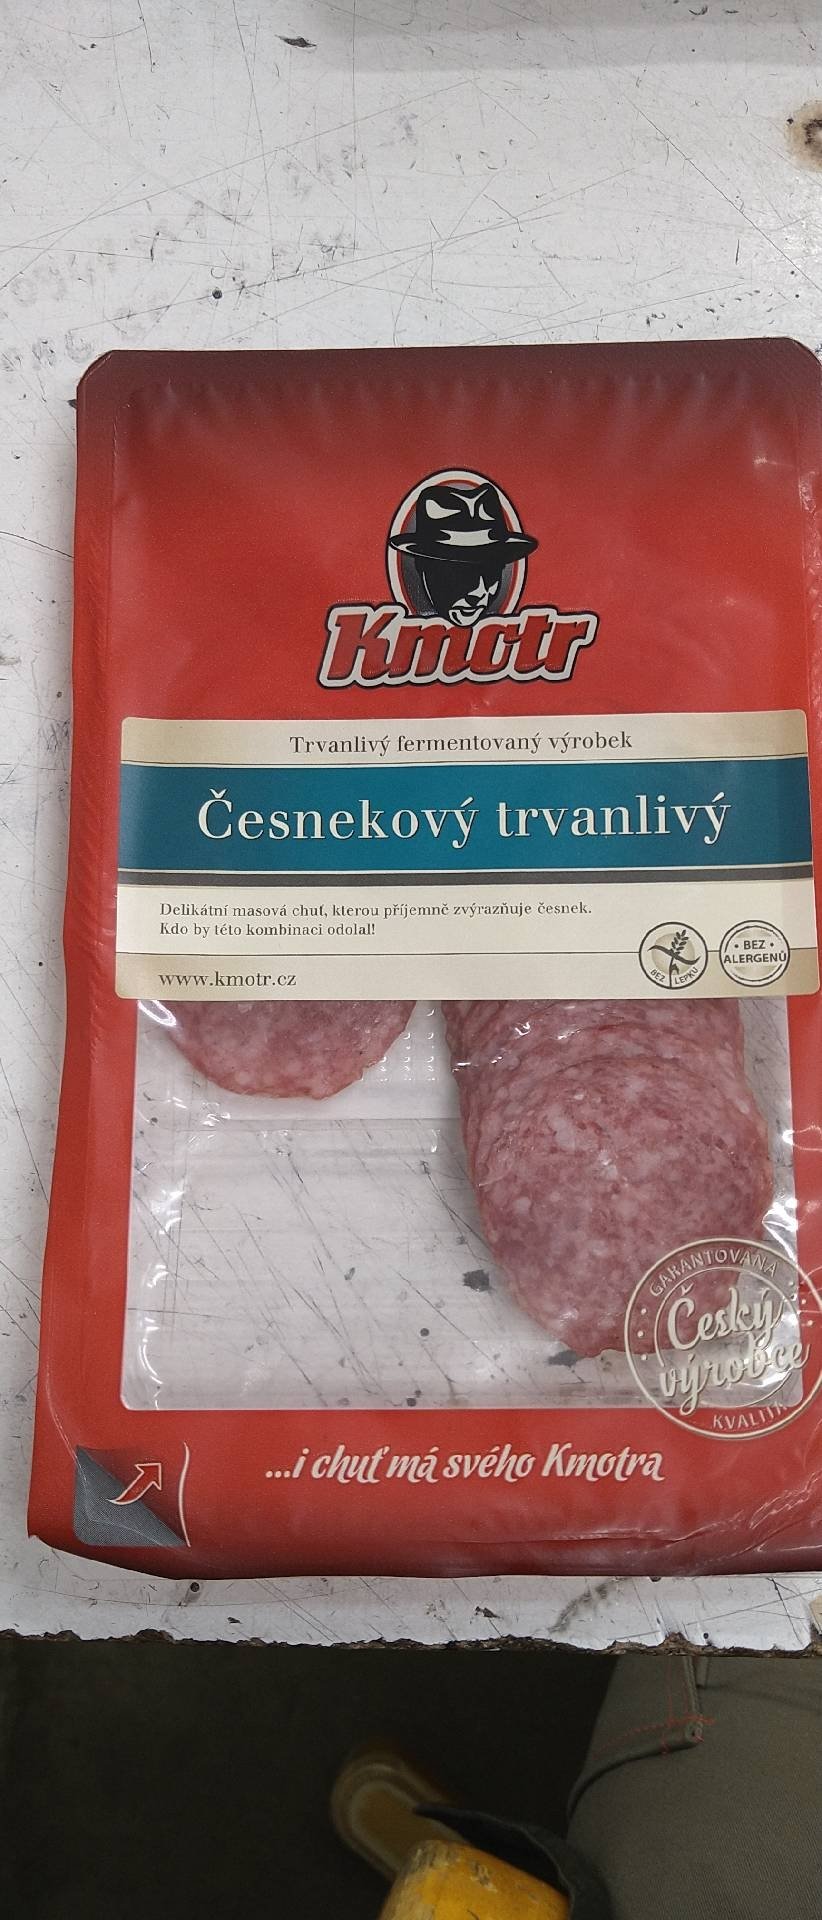 Kmotr
Trvanlivý fermentovaný výrobek
Česnekový trvanlivý
Delikátní masová chuť, kterou příjemně zvýrazňuje česnek.
Kdo by této kombinaci odolal!
BEZ LEPKU
BEZ
ALERGENŮ
www.kmotr.cz
GARANTOVANÁ
Český
výrobce
KVALITA
...i chuť má svého Kmotra